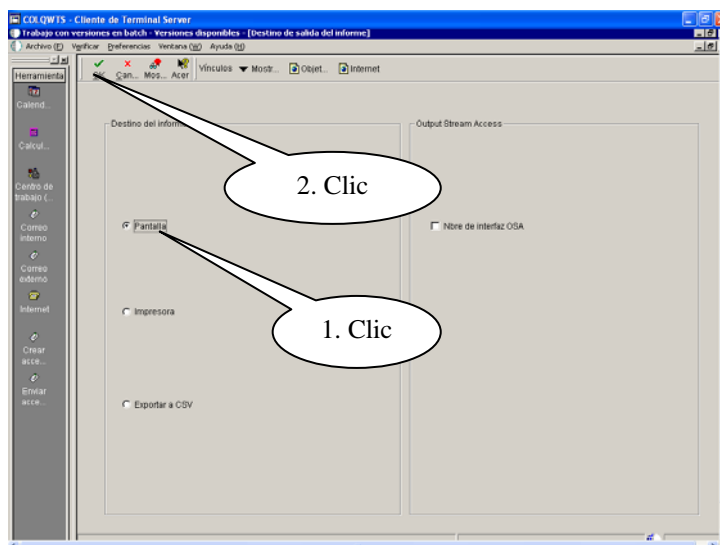 COLQWTS - Cliente de Terminal Server
Trabajo con versiones en batch - Versiones disponibles - [Destino de salida del informe]
Archivo (F) Verificar Preferencias Ventana (W) Ayuda (H)
Herramienta
OK Can... Mos... Acer Vínculos Mostr... Objet... Internet
Calend...
Calcul...
Centro de
trabajo (...
Correo
interno
Correo
externo
Internet
Crear
acce...
Enviar
acce...
Destino del inform
Output Stream Access
2. Clic
Pantalla
Nbre de interfaz OSA
Impresora
1. Clic
Exportar a CSV